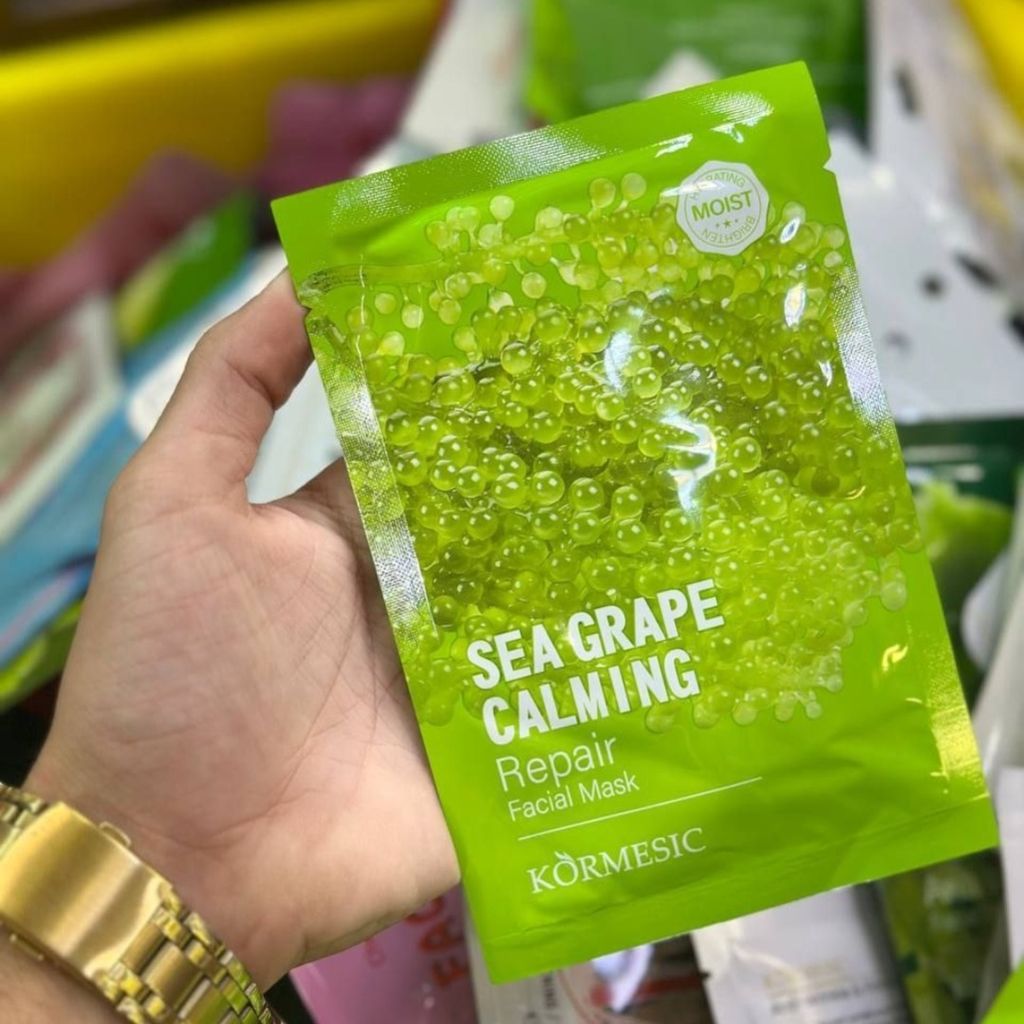 HYDRATING
MOIST
BRIGHTEN
SEA GRAPE
CALMING
Repair
Facial Mask
KORMESIC